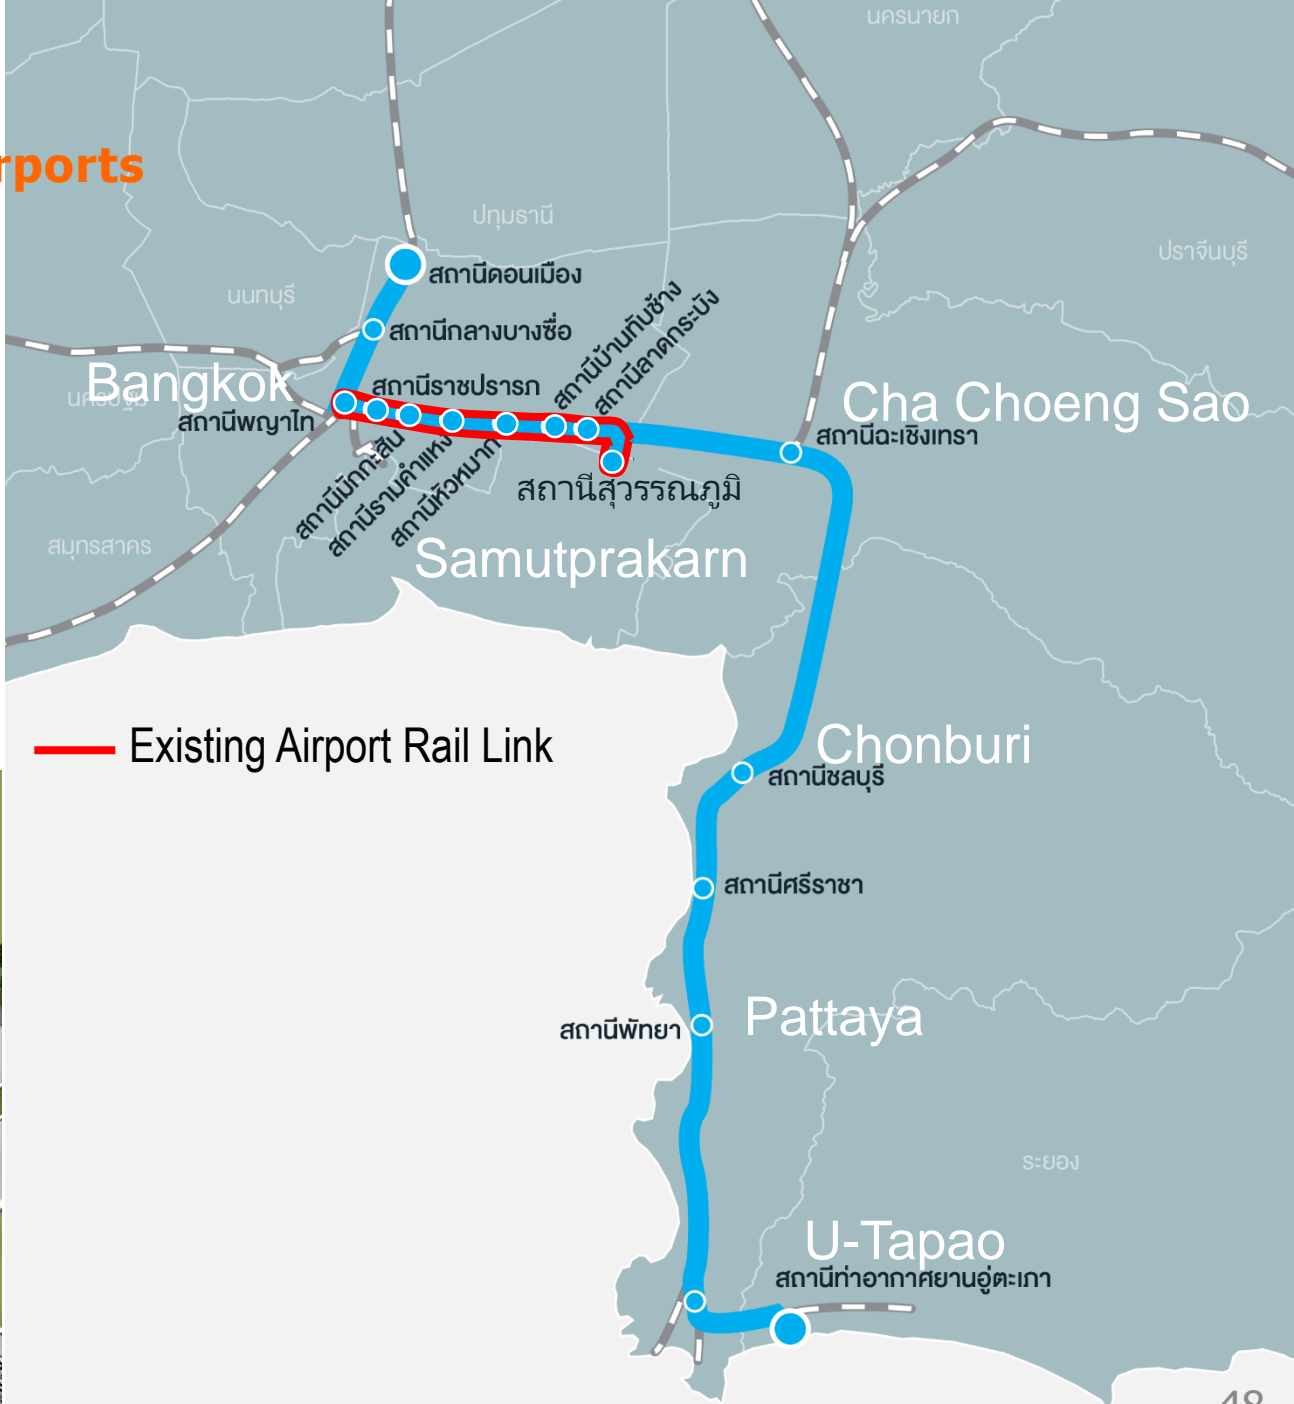 นครนายก
rports
ปทุมธานี
ปราจีนบุรี
สถานีดอนเมือง
นนทบุรี
สถานีบ้านทับช้าง
สถานีลาดกระบัง
สถานีกลางบางซื่อ
Bangkok
สถานีราชปรารภ
นครปฐม
Cha Choeng Sao
สถานีพญาไท
สถานีฉะเชิงเทรา
สถานีมักกะสัน
สถานีรามคำแหง
สถานีหัวหมาก
สถานีสุวรรณภูมิ
สมุทรสาคร
Samutprakarn
Existing Airport Rail Link
Chonburi
สถานีชลบุรี
สถานีศรีราชา
Pattaya
สถานีพัทยา
ระยอง
U-Tapao
สถานีท่าอากาศยานอู่ตะเภา
48